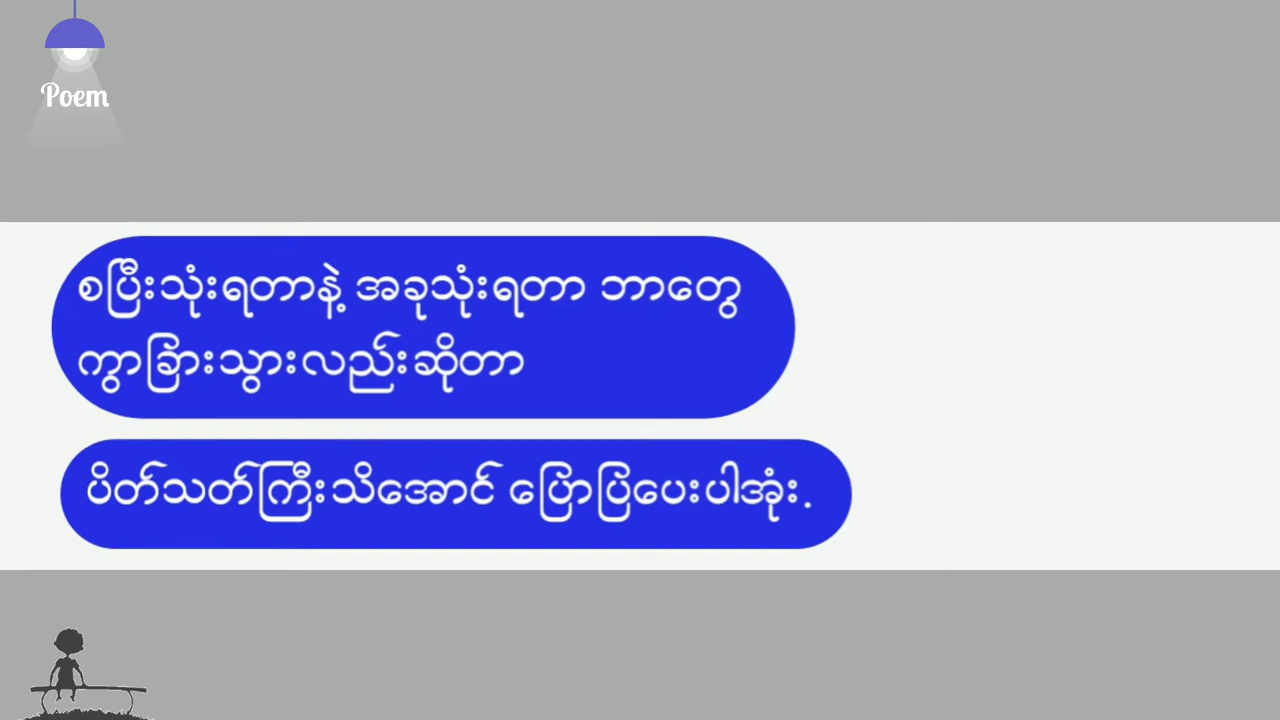 Poem
စပြီးသုံးရတာနဲ့ အခုသုံးရတာ ဘာတွေ
ကွာခြားသွားလည်းဆိုတာ
ပိတ်သတ်ကြီးသိအောင် ပြောပြပေးပါအုံး.